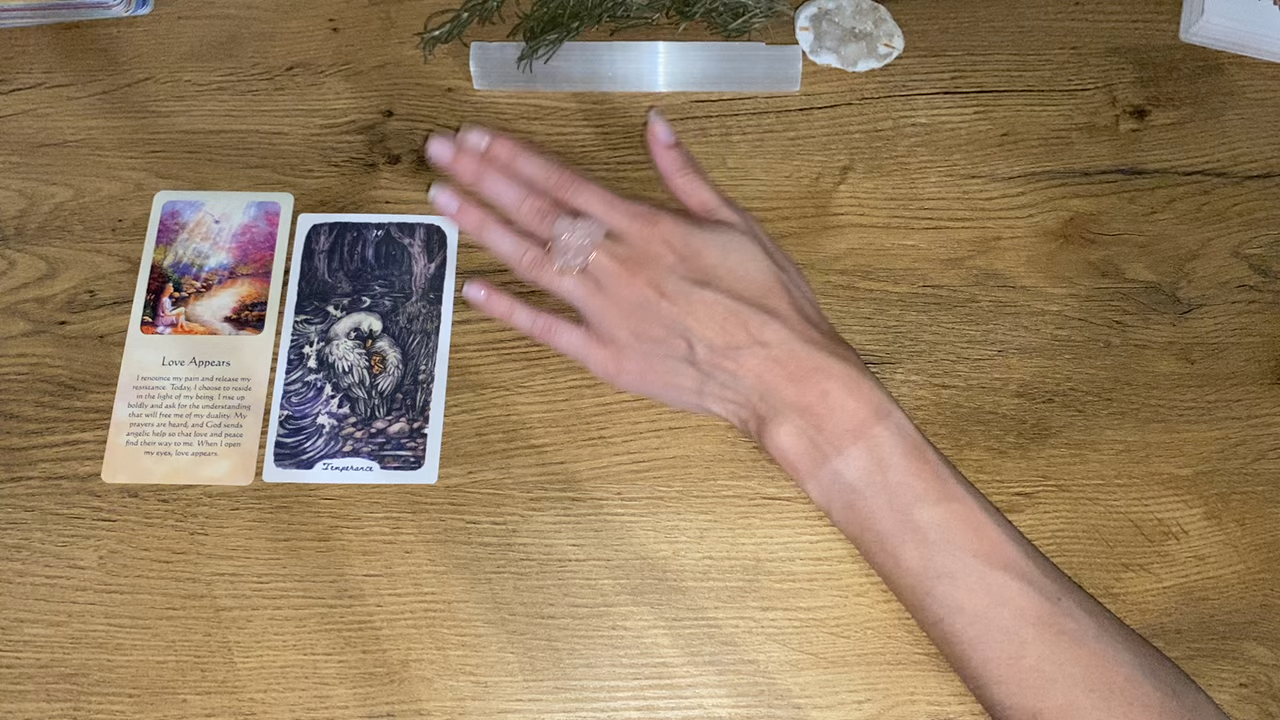 Love Appears
I renounce my pain and release my
resistance. Today, I choose to reside
in the light of my being. I rise up
boldly and ask for the understanding
that will free me of my duality. My
prayers are heard, and God sends
angelic help so that love and peace
find their way to me. When I open
my eyes, love appears.
14
Temperance